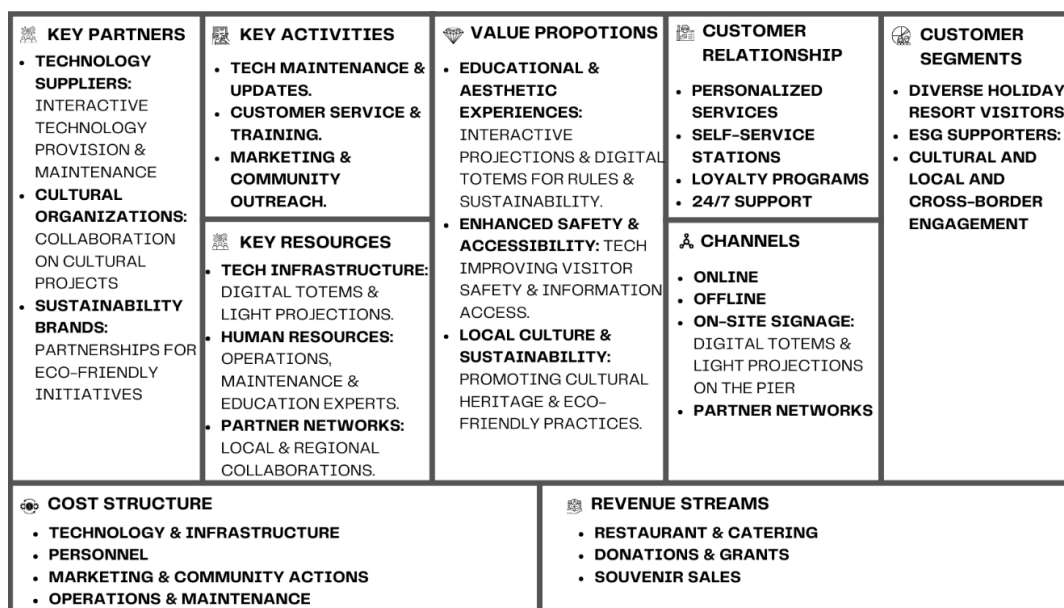 KEY PARTNERS
• TECHNOLOGY
SUPPLIERS:
INTERACTIVE
TECHNOLOGY
PROVISION &
MAINTENANCE
• CULTURAL
ORGANIZATIONS:
COLLABORATION
ON CULTURAL
PROJECTS
• SUSTAINABILITY
BRANDS:
PARTNERSHIPS FOR
ECO-FRIENDLY
INITIATIVES
KEY ACTIVITIES
• TECH MAINTENANCE &
UPDATES.
• CUSTOMER SERVICE &
TRAINING.
• MARKETING &
COMMUNITY
OUTREACH.
KEY RESOURCES
• TECH INFRASTRUCTURE:
DIGITAL TOTEMS &
LIGHT PROJECTIONS.
• HUMAN RESOURCES:
OPERATIONS,
MAINTENANCE &
EDUCATION EXPERTS.
• PARTNER NETWORKS:
LOCAL & REGIONAL
COLLABORATIONS.
VALUE PROPOTIONS
• EDUCATIONAL &
AESTHETIC
EXPERIENCES:
INTERACTIVE
PROJECTIONS & DIGITAL
TOTEMS FOR RULES &
SUSTAINABILITY.
• ENHANCED SAFETY &
ACCESSIBILITY: TECH
IMPROVING VISITOR
SAFETY & INFORMATION
ACCESS.
• LOCAL CULTURE &
SUSTAINABILITY:
PROMOTING CULTURAL
HERITAGE & ECO-
FRIENDLY PRACTICES.
CUSTOMER
RELATIONSHIP
• PERSONALIZED
SERVICES
• SELF-SERVICE
STATIONS
• LOYALTY PROGRAMS
• 24/7 SUPPORT
CHANNELS
• ONLINE
• OFFLINE
• ON-SITE SIGNAGE:
DIGITAL TOTEMS &
LIGHT PROJECTIONS
ON THE PIER
• PARTNER NETWORKS
CUSTOMER
SEGMENTS
• DIVERSE HOLIDAY
RESORT VISITORS
• ESG SUPPORTERS:
• CULTURAL AND
LOCAL AND
CROSS-BORDER
ENGAGEMENT
COST STRUCTURE
• TECHNOLOGY & INFRASTRUCTURE
• PERSONNEL
• MARKETING & COMMUNITY ACTIONS
• OPERATIONS & MAINTENANCE
REVENUE STREAMS
• RESTAURANT & CATERING
• DONATIONS & GRANTS
• SOUVENIR SALES